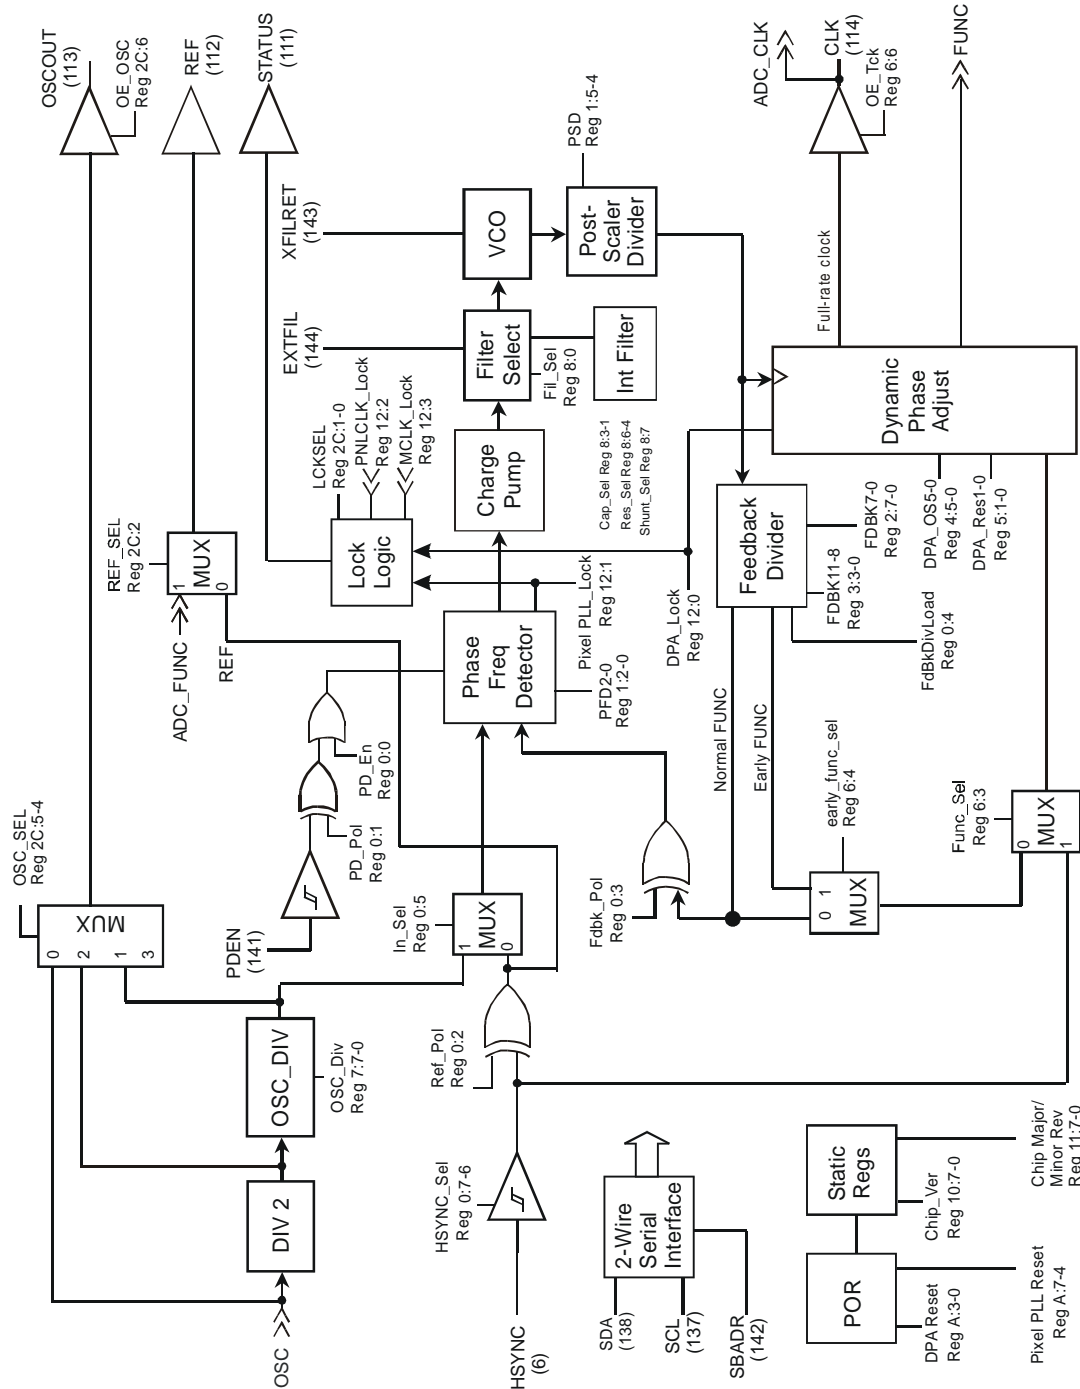 OSCOUT
(113)
OE_OSC
Reg 2C:6
REF
(112)
STATUS
(111)
OSC_SEL
Reg 2C:5-4
MUX
0
2
1
3
REF_SEL
Reg 2C:2
MUX
1
0
ADC_FUNC
REF
LCKSEL
Reg 2C:1-0
PNLCLK_Lock
Reg 12:2
MCLK_Lock
Reg 12:3
Lock
Logic
EXTFIL
(144)
XFILRET
(143)
OSC
DIV 2
OSC_DIV
OSC_Div
Reg 7:7-0
PDEN
(141)
PD_Pol
Reg 0:1
PD_En
Reg 0:0
In_Sel
Reg 0:5
MUX
1
0
Phase
Freq
Detector
PFD2-0
Reg 1:2-0
Pixel PLL_Lock
Reg 12:1
Charge
Pump
Filter
Select
Fil_Sel
Reg 8:0
Int Filter
VCO
Post-
Scaler
Divider
PSD
Reg 1:5-4
Cap_Sel Reg 8:3-1
Res_Sel Reg 8:6-4
Shunt_Sel Reg 8:7
DPA_Lock
Reg 12:0
HSYNC
(6)
HSYNC_Sel
Reg 0:7-6
Ref_Pol
Reg 0:2
Fdbk_Pol
Reg 0:3
Normal FUNC
Early FUNC
Feedback
Divider
FDBK7-0
Reg 2:7-0
FDBK11-8
Reg 3:3-0
FdBkDivLoad
Reg 0:4
early_func_sel
Reg 6:4
MUX
0
1
Func_Sel
Reg 6:3
MUX
0
1
Dynamic
Phase
Adjust
DPA_OS5-0
Reg 4:5-0
DPA_Res1-0
Reg 5:1-0
Full-rate clock
ADC_CLK
CLK
(114)
OE_Tck
Reg 6:6
FUNC
SDA
(138)
SCL
(137)
SBADR
(142)
2-Wire
Serial
Interface
POR
DPA Reset
Reg A:3-0
Pixel PLL Reset
Reg A:7-4
Static
Regs
Chip_Ver
Reg 10:7-0
Chip Major/
Minor Rev
Reg 11:7-0